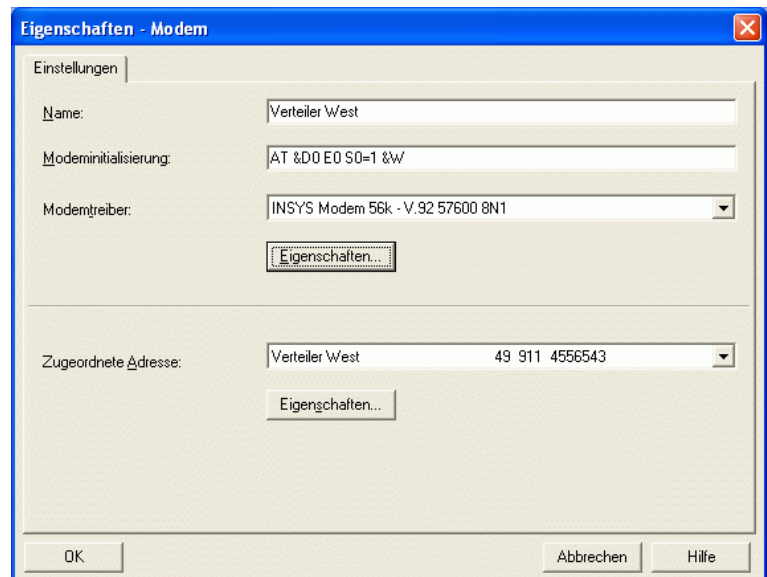 Eigenschaften - Modem
Einstellungen
Name: Verteiler West
Modeminitialisierung: AT &D0 E0 S0=1 &W
Modemtreiber: INSYS Modem 56k - V.92 57600 8N1
Eigenschaften...
Zugeordnete Adresse: Verteiler West 49 911 4556543
Eigenschaften...
OK Abbrechen Hilfe